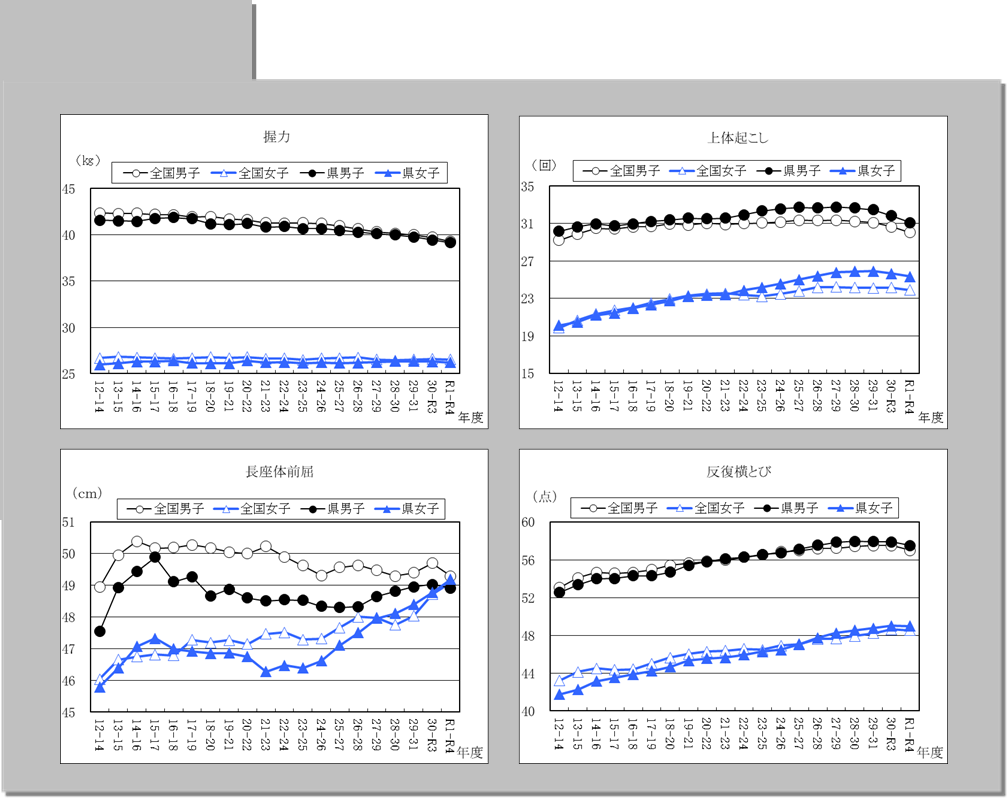 握力
（㎏）
全国男子 全国女子 県男子 県女子
45
40
35
30
25
12-14 13-15 14-16 15-17 16-18 17-19 18-20 19-21 20-22 21-23 22-24 23-25 24-26 25-27 26-28 27-29 28-30 29-31 30-R3 R1-R4
年度
上体起こし
（回）
全国男子 全国女子 県男子 県女子
35
31
27
23
19
15
12-14 13-15 14-16 15-17 16-18 17-19 18-20 19-21 20-22 21-23 22-24 23-25 24-26 25-27 26-28 27-29 28-30 29-31 30-R3 R1-R4
年度
長座体前屈
（cm）
全国男子 全国女子 県男子 県女子
51
50
49
48
47
46
45
12-14 13-15 14-16 15-17 16-18 17-19 18-20 19-21 20-22 21-23 22-24 23-25 24-26 25-27 26-28 27-29 28-30 29-31 30-R3 R1-R4
年度
反復横とび
（点）
全国男子 全国女子 県男子 県女子
60
56
52
48
44
40
12-14 13-15 14-16 15-17 16-18 17-19 18-20 19-21 20-22 21-23 22-24 23-25 24-26 25-27 26-28 27-29 28-30 29-31 30-R3 R1-R4
年度